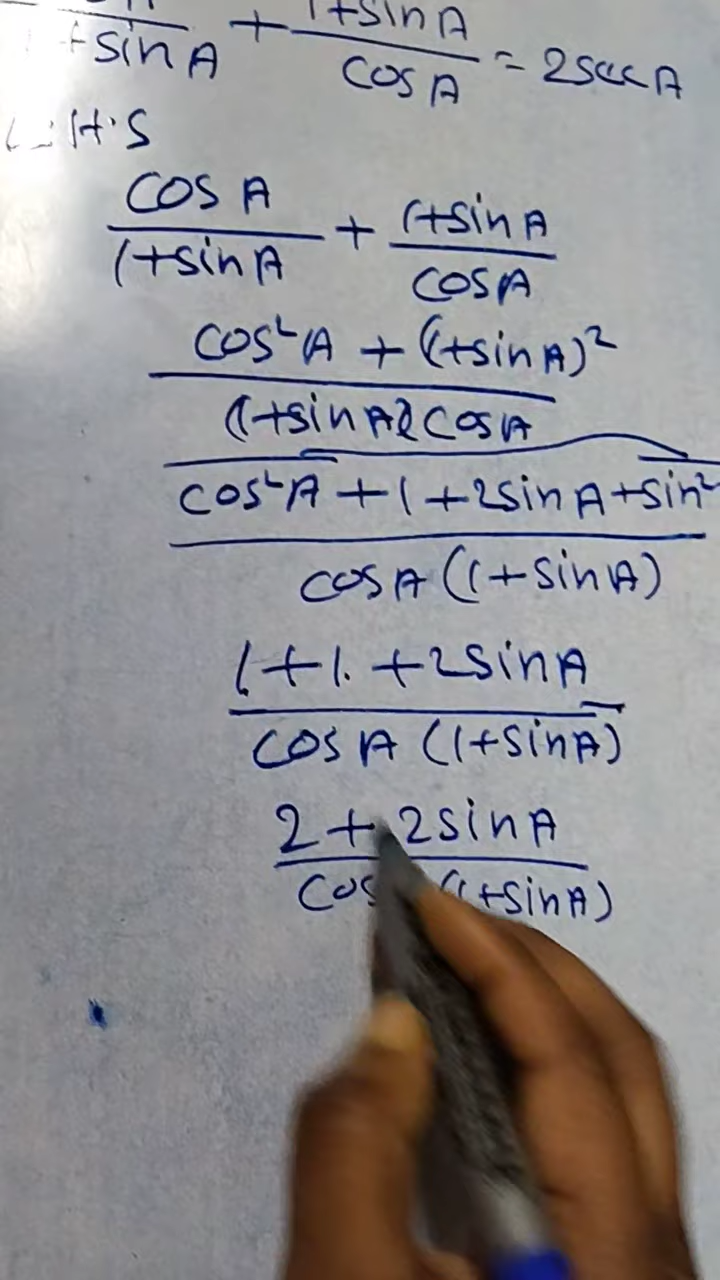 +sinA + 1+sinA / cosA = 2secA
L.H.S
cosA / 1+sinA + 1+sinA / cosA
cos²A + (1+sinA)² / (1+sinA) cosA
cos²A + 1 + 2sinA + sin² / cosA (1+sinA)
1 + 1 + 2sinA / cosA (1+sinA)
2 + 2sinA / cos (1+sinA)